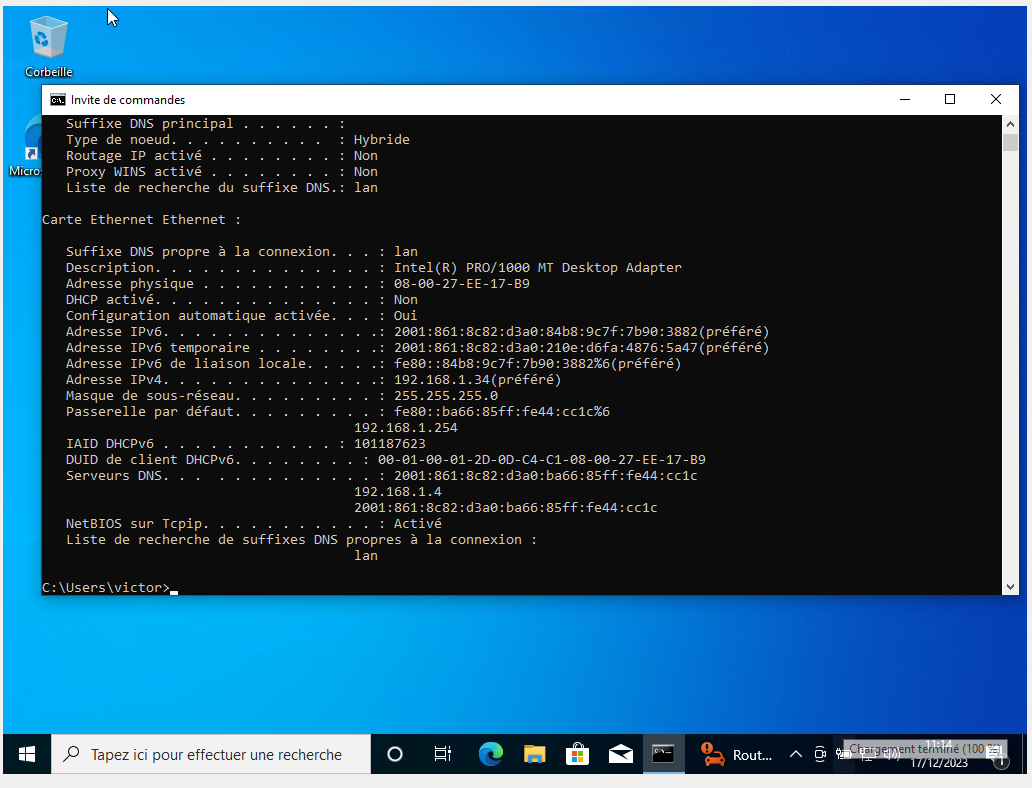 Corbeille
Invite de commandes
Micro
Suffixe DNS principal . . . . . . :
Type de noeud. . . . . . . . . . : Hybride
Routage IP activé . . . . . . . . : Non
Proxy WINS activé . . . . . . . . : Non
Liste de recherche du suffixe DNS.: lan
Carte Ethernet Ethernet :
Suffixe DNS propre à la connexion. . . : lan
Description. . . . . . . . . . . . . . : Intel(R) PRO/1000 MT Desktop Adapter
Adresse physique . . . . . . . . . . . : 08-00-27-EE-17-B9
DHCP activé. . . . . . . . . . . . . . : Non
Configuration automatique activée. . . : Oui
Adresse IPv6. . . . . . . . . . . . . .: 2001:861:8c82:d3a0:84b8:9c7f:7b90:3882(préféré)
Adresse IPv6 temporaire . . . . . . . .: 2001:861:8c82:d3a0:210e:d6fa:4876:5a47(préféré)
Adresse IPv6 de liaison locale. . . . .: fe80::84b8:9c7f:7b90:3882%6(préféré)
Adresse IPv4. . . . . . . . . . . . . .: 192.168.1.34(préféré)
Masque de sous-réseau. . . . . . . . . : 255.255.255.0
Passerelle par défaut. . . . . . . . . : fe80::ba66:85ff:fe44:cc1c%6
192.168.1.254
IAID DHCPv6 . . . . . . . . . . . : 101187623
DUID de client DHCPv6. . . . . . . . : 00-01-00-01-2D-0D-C4-C1-08-00-27-EE-17-B9
Serveurs DNS. . . . . . . . . . . . . : 2001:861:8c82:d3a0:ba66:85ff:fe44:cc1c
192.168.1.4
2001:861:8c82:d3a0:ba66:85ff:fe44:cc1c
NetBIOS sur Tcpip. . . . . . . . . . . : Activé
Liste de recherche de suffixes DNS propres à la connexion :
lan
C:\Users\victor>
Tapez ici pour effectuer une recherche
Rout...
Chargement terminé (100 %)
11:14
17/12/2023
1